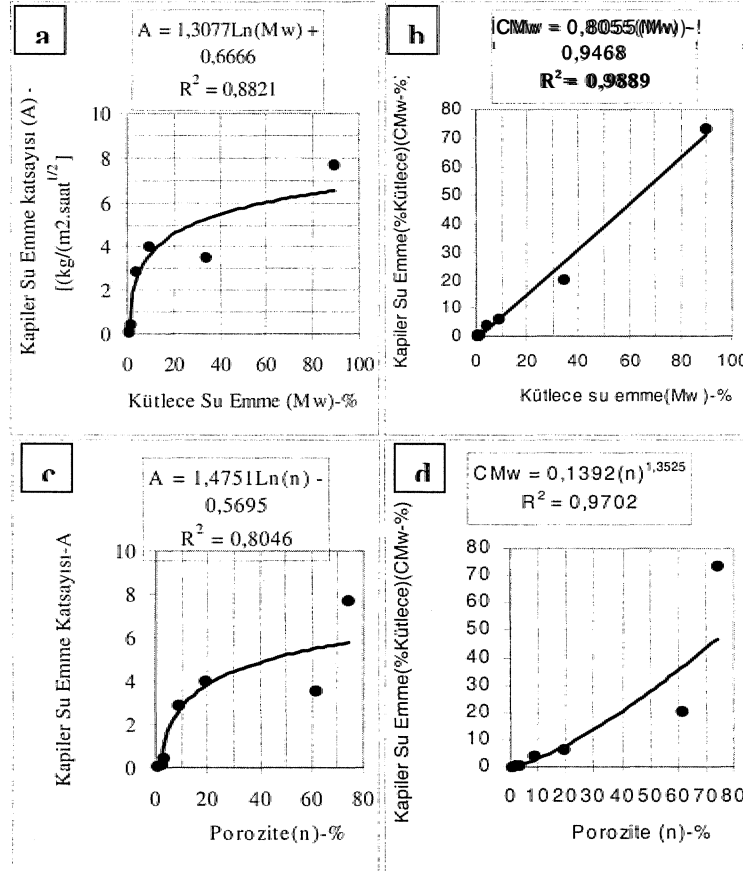 a
A = 1,3077Ln(Mw) +
0,6666
R² = 0,8821
Kapiler Su Emme katsayısı (A) -
[(kg/(m2.saat^1/2]
10
8
6
4
2
0
0 20 40 60 80 100
Kütlece Su Emme (Mw)-%
b
CMw = 0,8055(Mw)-
0,9468
R² = 0,9889
Kapiler Su Emme(%Kütlece)(CMw-%)
80
70
60
50
40
30
20
10
0
0 20 40 60 80 100
Kütlece su emme(Mw)-%
c
A = 1,4751Ln(n) -
0,5695
R² = 0,8046
Kapiler Su Emme Katsayısı-A
10
8
6
4
2
0
0 20 40 60 80
Porozite(n)-%
d
CMw = 0,1392(n)^1,3525
R² = 0,9702
Kapiler Su Emme(%Kütlece)(CMw-%)
80
70
60
50
40
30
20
10
0
0 10 20 30 40 50 60 70 80
Porozite (n)-%